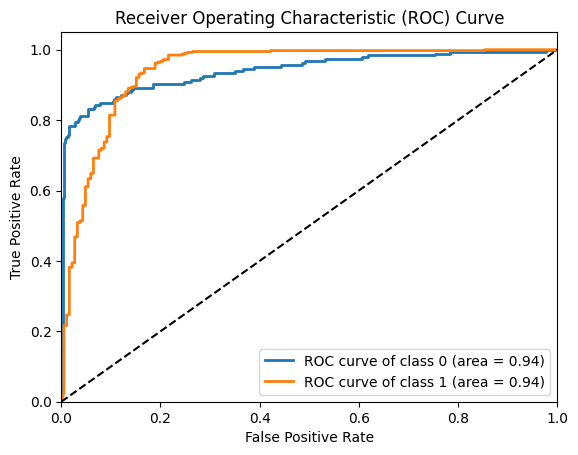 Receiver Operating Characteristic (ROC) Curve
True Positive Rate
1.0
0.8
0.6
0.4
0.2
0.0
ROC curve of class 0 (area = 0.94)
ROC curve of class 1 (area = 0.94)
0.0 0.2 0.4 0.6 0.8 1.0
False Positive Rate